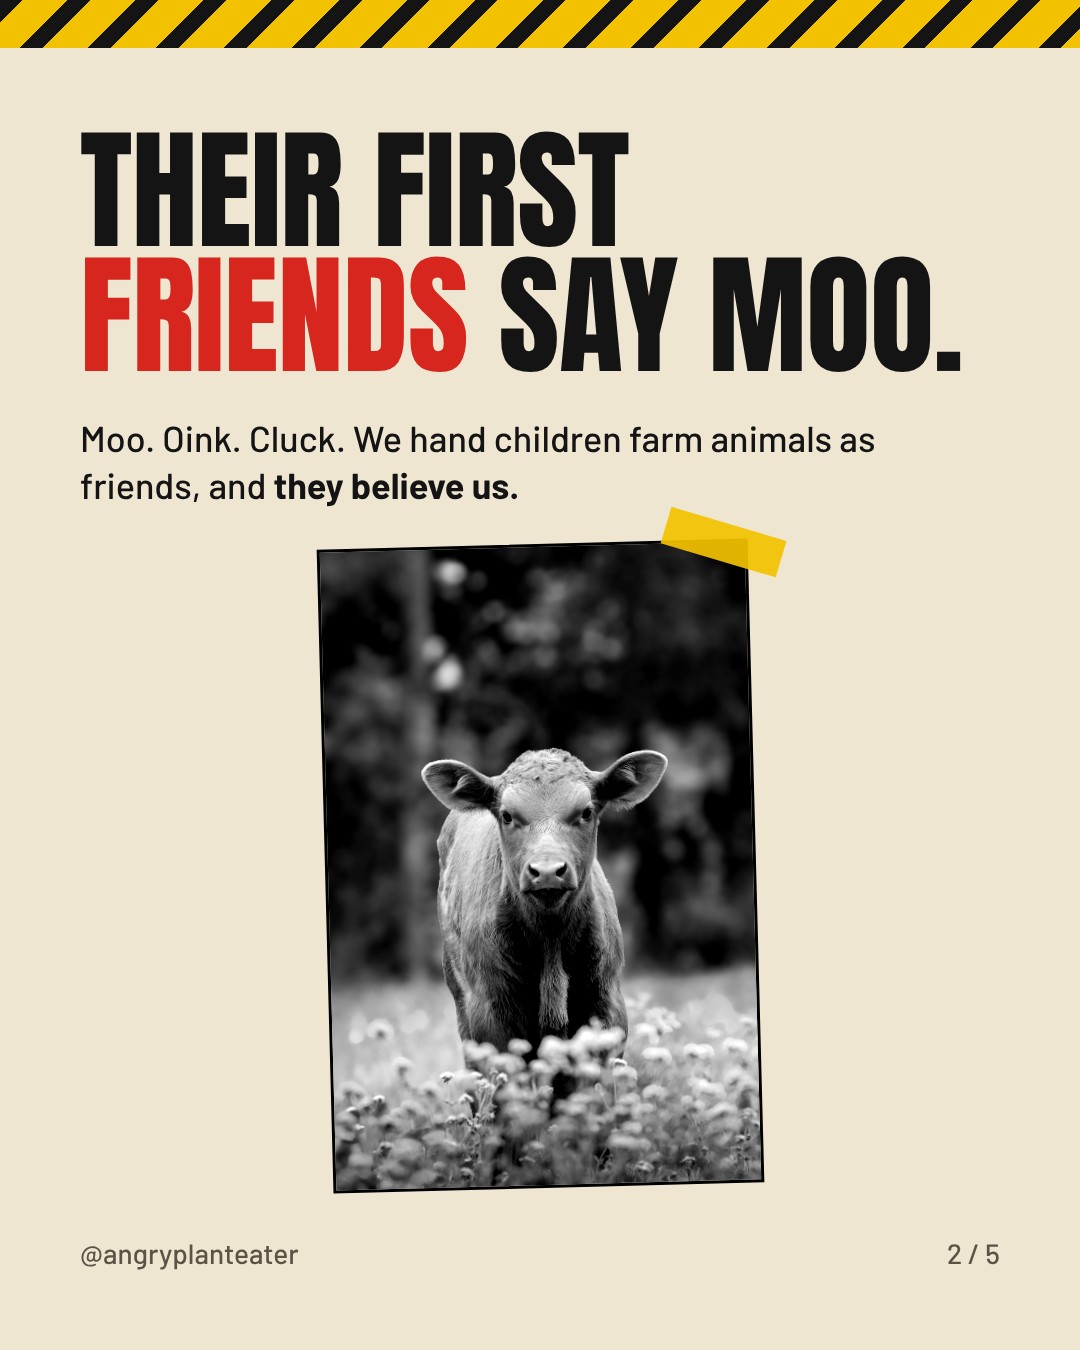 THEIR FIRST
FRIENDS SAY MOO.
Moo. Oink. Cluck. We hand children farm animals as
friends, and they believe us.
@angryplanteater
2 / 5